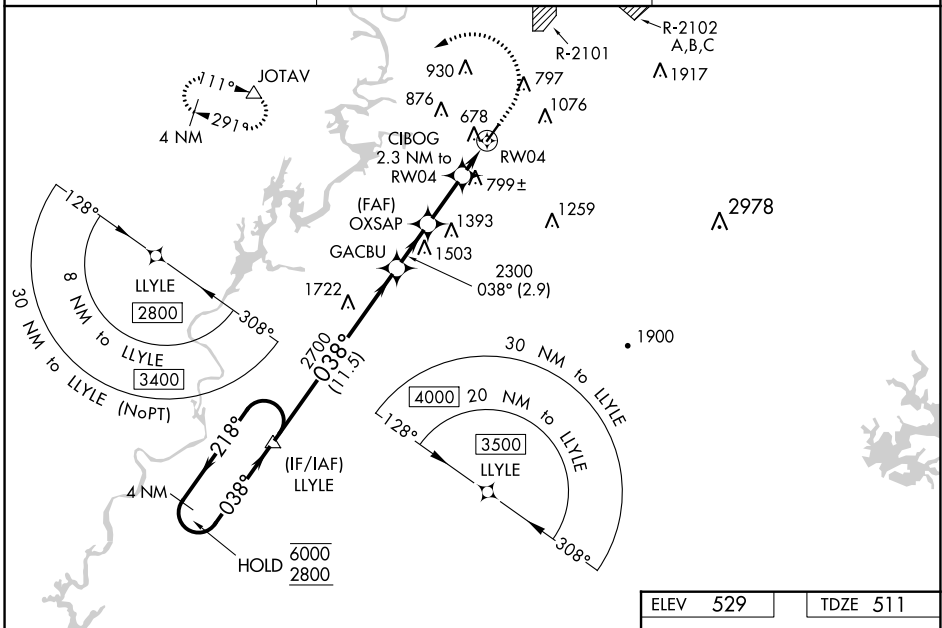 R-2101
R-2102
A,B,C
930
797
1917
JOTAV
111°
291°
4 NM
876
1076
678
CIBOG
2.3 NM to
RW04
RW04
799±
(FAF)
OXSAP
1393
1259
2978
GACBU
1503
2300
038° (2.9)
128°
LLYLE
2800
308°
8 NM to LLYLE
3400
30 NM to LLYLE (NoPT)
1722
2700
038°
(11.5)
1900
30 NM to LLYLE
4000
20 NM to LLYLE
128°
3500
LLYLE
308°
218°
038°
(IF/IAF)
LLYLE
4 NM
HOLD
6000
2800
ELEV 529
TDZE 511